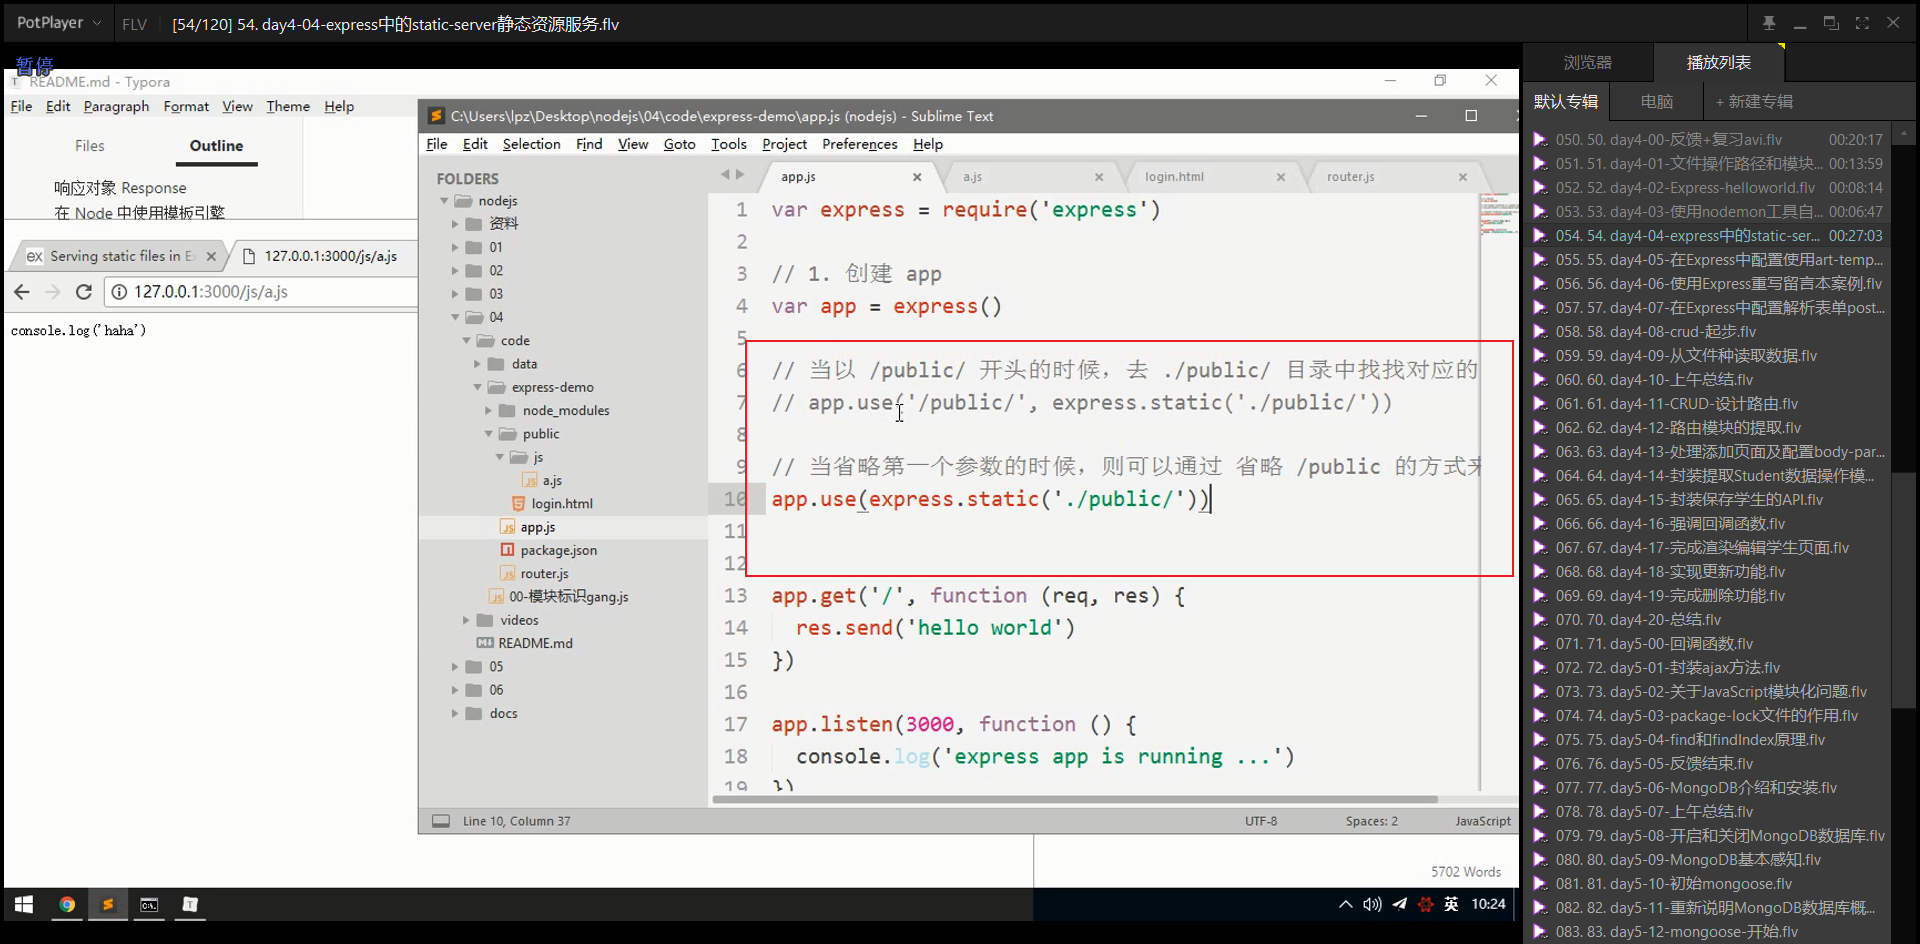 PotPlayer
FLV
[54/120] 54. day4-04-express中的static-server静态资源服务.flv
暂停
README.md - Typora
File Edit Paragraph Format View Theme Help
Files
Outline
响应对象 Response
在 Node 中使用模板引擎
Serving static files in E
127.0.0.1:3000/js/a.js
127.0.0.1:3000/js/a.js
console.log('haha')
C:\Users\lpz\Desktop\nodejs\04\code\express-demo\app.js (nodejs) - Sublime Text
File Edit Selection Find View Goto Tools Project Preferences Help
FOLDERS
nodejs
资料
01
02
03
04
code
data
express-demo
node_modules
public
js
a.js
login.html
app.js
package.json
router.js
00-模块标识gang.js
videos
README.md
05
06
docs
app.js
a.js
login.html
router.js
1 var express = require('express')
2
3 // 1. 创建 app
4 var app = express()
5
6 // 当以 /public/ 开头的时候，去 ./public/ 目录中找找对应的
7 // app.use('/public/', express.static('./public/'))
8
9 // 当省略第一个参数的时候，则可以通过 省略 /public 的方式来
10 app.use(express.static('./public/'))
11
12
13 app.get('/', function (req, res) {
14 res.send('hello world')
15 })
16
17 app.listen(3000, function () {
18 console.log('express app is running ...')
19 })
Line 10, Column 37
UTF-8
Spaces: 2
JavaScript
5702 Words
英
10:24
浏览器
播放列表
默认专辑
电脑
+ 新建专辑
050. 50. day4-00-反馈+复习avi.flv 00:20:17
051. 51. day4-01-文件操作路径和模块... 00:13:59
052. 52. day4-02-Express-helloworld.flv 00:08:14
053. 53. day4-03-使用nodemon工具自... 00:06:47
054. 54. day4-04-express中的static-ser... 00:27:03
055. 55. day4-05-在Express中配置使用art-temp...
056. 56. day4-06-使用Express重写留言本案例.flv
057. 57. day4-07-在Express中配置解析表单post...
058. 58. day4-08-crud-起步.flv
059. 59. day4-09-从文件种读取数据.flv
060. 60. day4-10-上午总结.flv
061. 61. day4-11-CRUD-设计路由.flv
062. 62. day4-12-路由模块的提取.flv
063. 63. day4-13-处理添加页面及配置body-par...
064. 64. day4-14-封装提取Student数据操作模...
065. 65. day4-15-封装保存学生的API.flv
066. 66. day4-16-强调回调函数.flv
067. 67. day4-17-完成渲染编辑学生页面.flv
068. 68. day4-18-实现更新功能.flv
069. 69. day4-19-完成删除功能.flv
070. 70. day4-20-总结.flv
071. 71. day5-00-回调函数.flv
072. 72. day5-01-封装ajax方法.flv
073. 73. day5-02-关于JavaScript模块化问题.flv
074. 74. day5-03-package-lock文件的作用.flv
075. 75. day5-04-find和findIndex原理.flv
076. 76. day5-05-反馈结束.flv
077. 77. day5-06-MongoDB介绍和安装.flv
078. 78. day5-07-上午总结.flv
079. 79. day5-08-开启和关闭MongoDB数据库.flv
080. 80. day5-09-MongoDB基本感知.flv
081. 81. day5-10-初始mongoose.flv
082. 82. day5-11-重新说明MongoDB数据库概...
083. 83. day5-12-mongoose-开始.flv